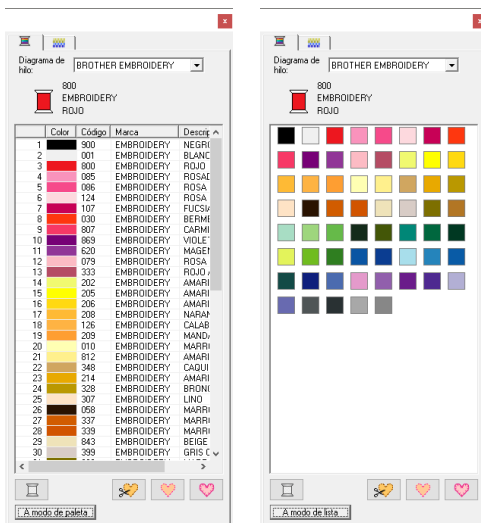 Diagrama de hilo: BROTHER EMBROIDERY
800
EMBROIDERY
ROJO
Color Código Marca Descrip
1 900 EMBROIDERY NEGR
2 001 EMBROIDERY BLANC
3 800 EMBROIDERY ROJO
4 085 EMBROIDERY ROSAD
5 086 EMBROIDERY ROSA
6 124 EMBROIDERY ROSA
7 107 EMBROIDERY FUCSIA
8 030 EMBROIDERY BERME
9 807 EMBROIDERY CARMI
10 869 EMBROIDERY VIOLET
11 620 EMBROIDERY MAGEN
12 079 EMBROIDERY ROSA
13 333 EMBROIDERY ROJO
14 202 EMBROIDERY AMARI
15 205 EMBROIDERY AMARI
16 206 EMBROIDERY AMARI
17 208 EMBROIDERY NARAN
18 126 EMBROIDERY CALAB
19 209 EMBROIDERY MANDA
20 010 EMBROIDERY MARR
21 812 EMBROIDERY AMARI
22 348 EMBROIDERY CAQUI
23 214 EMBROIDERY AMARI
24 328 EMBROIDERY BRON
25 307 EMBROIDERY LINO
26 058 EMBROIDERY MARR
27 337 EMBROIDERY MARR
28 339 EMBROIDERY MARR
29 843 EMBROIDERY BEIGE
30 399 EMBROIDERY GRIS
A modo de paleta
Diagrama de hilo: BROTHER EMBROIDERY
800
EMBROIDERY
ROJO
A modo de lista